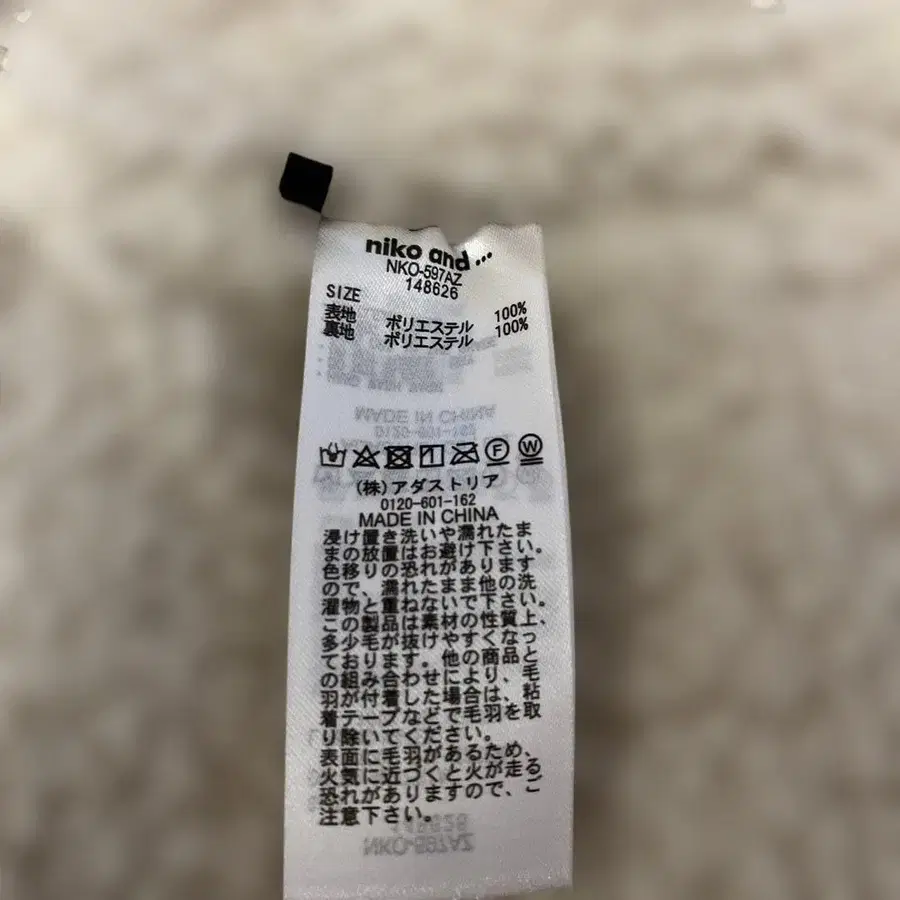 niko and ...
NKO-597AZ
148626
SIZE
表地 ポリエステル 100%
裏地 ポリエステル 100%
(株)アダストリア
0120-601-162
MADE IN CHINA
浸け置き洗いや濡れたま
まの放置はお避け下さい。
色移りの恐れがあります
ので、濡れたまま他の洗
濯物と重ねないで下さい。
この製品は素材の性質上、
多少毛が抜けやすくなっ
ております。他の商品と
の組み合わせにより、毛
羽が付着した場合は、粘
着テープなどで毛羽を取
り除いてください。
表面に毛羽があるため、
火気に近づくと火が走る
恐れがありますので、ご
注意下さい。